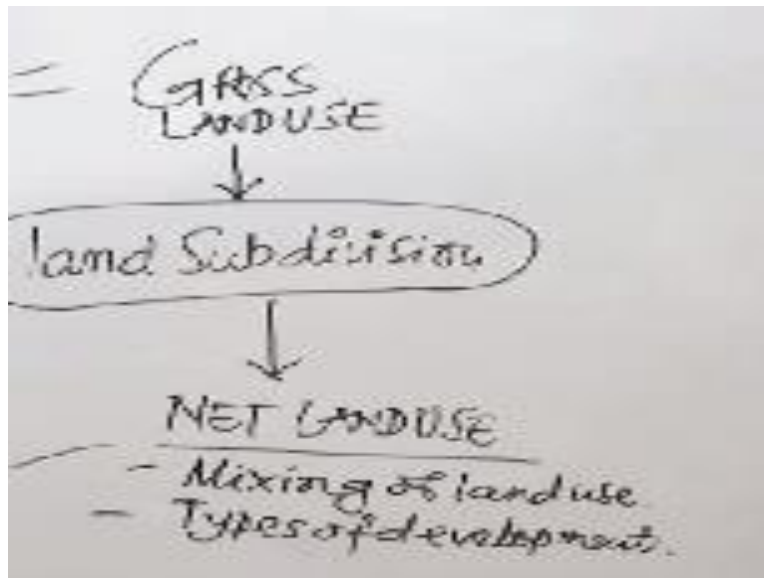 = GROSS
LANDUSE
land Subdivision
NET LANDUSE
- Mixing of landuse.
- Types of development.